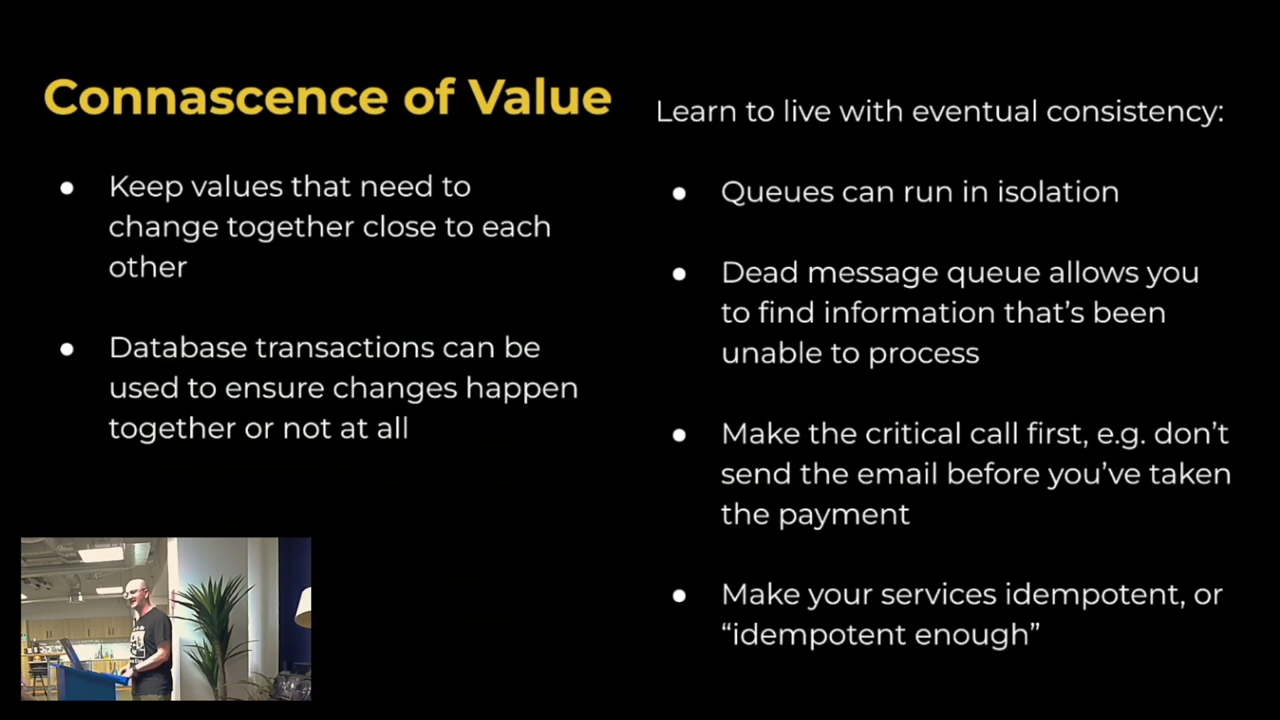 Connascence of Value
● Keep values that need to
change together close to each
other
● Database transactions can be
used to ensure changes happen
together or not at all
Learn to live with eventual consistency:
● Queues can run in isolation
● Dead message queue allows you
to find information that’s been
unable to process
● Make the critical call first, e.g. don’t
send the email before you’ve taken
the payment
● Make your services idempotent, or
“idempotent enough”